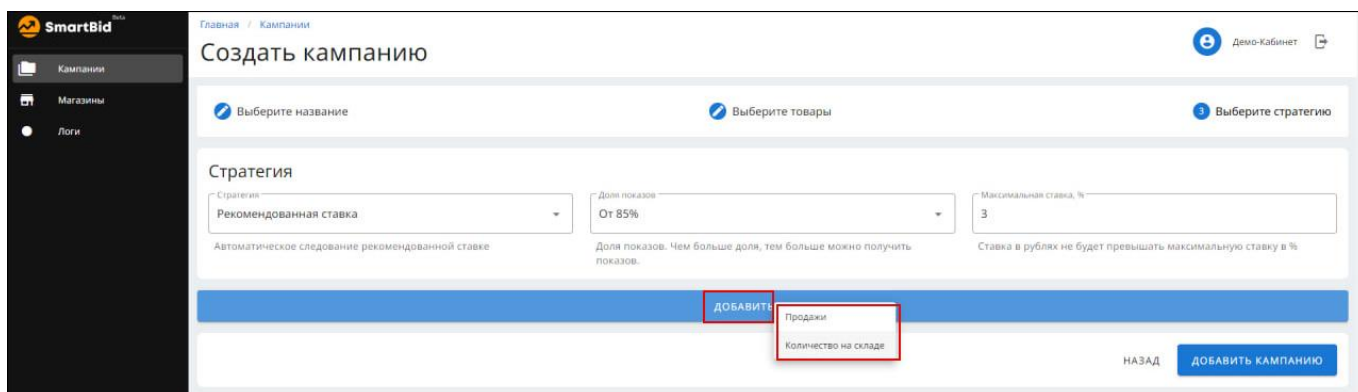 SmartBid Beta
Главная / Кампании
Создать кампанию
Демо-Кабинет
Кампании
Магазины
Логи
Выберите название
Выберите товары
3 Выберите стратегию
Стратегия
Стратегия
Рекомендованная ставка
Автоматическое следование рекомендованной ставке
Доля показов
От 85%
Доля показов. Чем больше доля, тем больше можно получить
показов.
Максимальная ставка, %
3
Ставка в рублях не будет превышать максимальную ставку в %
ДОБАВИТЬ
Продажи
Количество на складе
НАЗАД
ДОБАВИТЬ КАМПАНИЮ